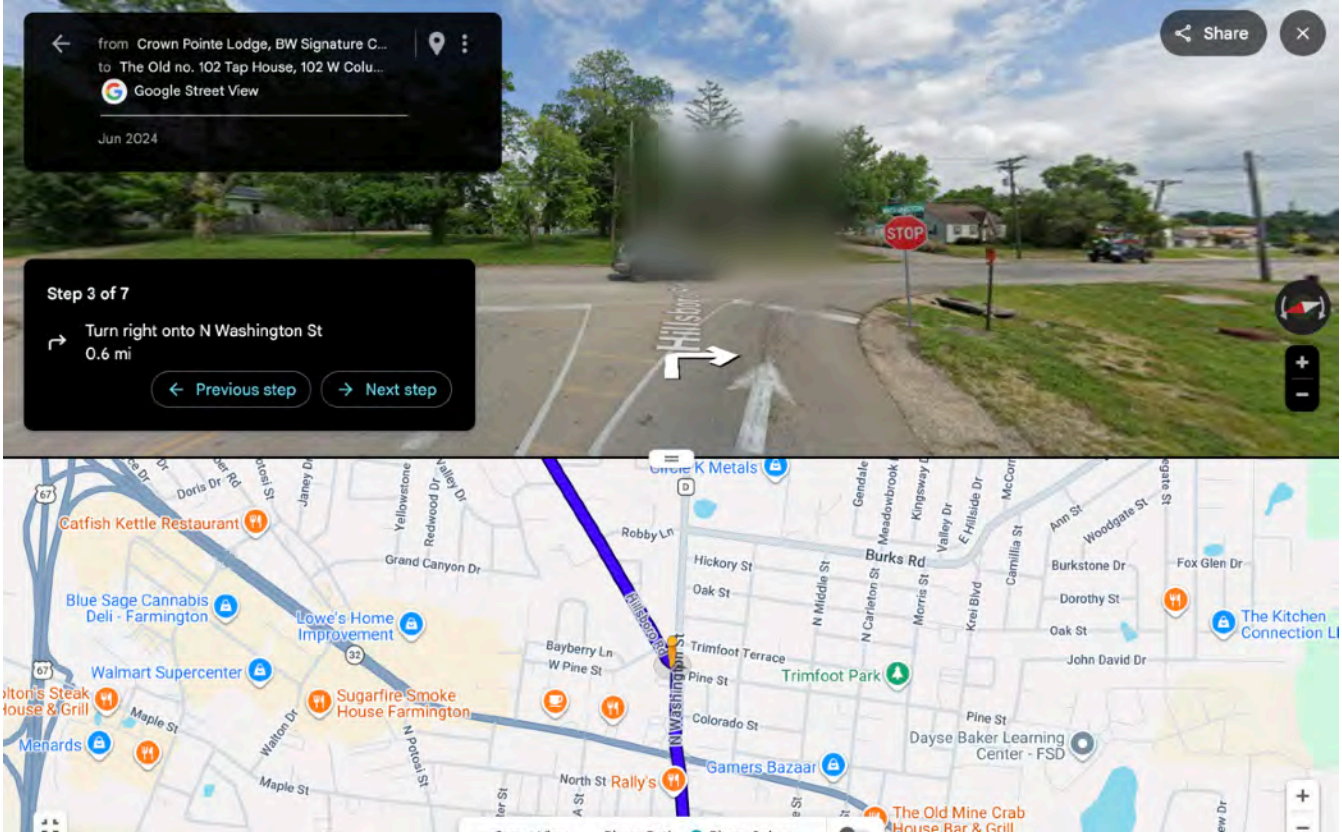 from Crown Pointe Lodge, BW Signature C...
to The Old no. 102 Tap House, 102 W Colu...
Google Street View
Jun 2024
Share
STOP
Step 3 of 7
Turn right onto N Washington St
0.6 mi
Previous step
Next step
Circle K Metals
D
67
Doris Dr
Janey Dr
Yellowstone
Redwood Dr
Valley Dr
Catfish Kettle Restaurant
Grand Canyon Dr
Robby Ln
Hickory St
Oak St
Burks Rd
Gendale
Meadowbrook
Kingsway
Valley Dr
E Hillside Dr
Camillia St
Ann St
Woodgate St
Burkstone Dr
Fox Glen Dr
Dorothy St
Oak St
John David Dr
Blue Sage Cannabis
Deli - Farmington
Lowe's Home
Improvement
32
Hillsboro Rd
N Middle St
N Carleton St
Morris St
Krei Blvd
The Kitchen
Connection
Walmart Supercenter
67
Bayberry Ln
W Pine St
Trimfoot Terrace
Pine St
Trimfoot Park
Sugarfire Smoke
House Farmington
Maple St
Walton Dr
N Potosi St
Menards
N Washington St
Colorado St
Pine St
Dayse Baker Learning
Center - FSD
Maple St
North St
Rally's
Gamers Bazaar
The Old Mine Crab
House Bar & Grill